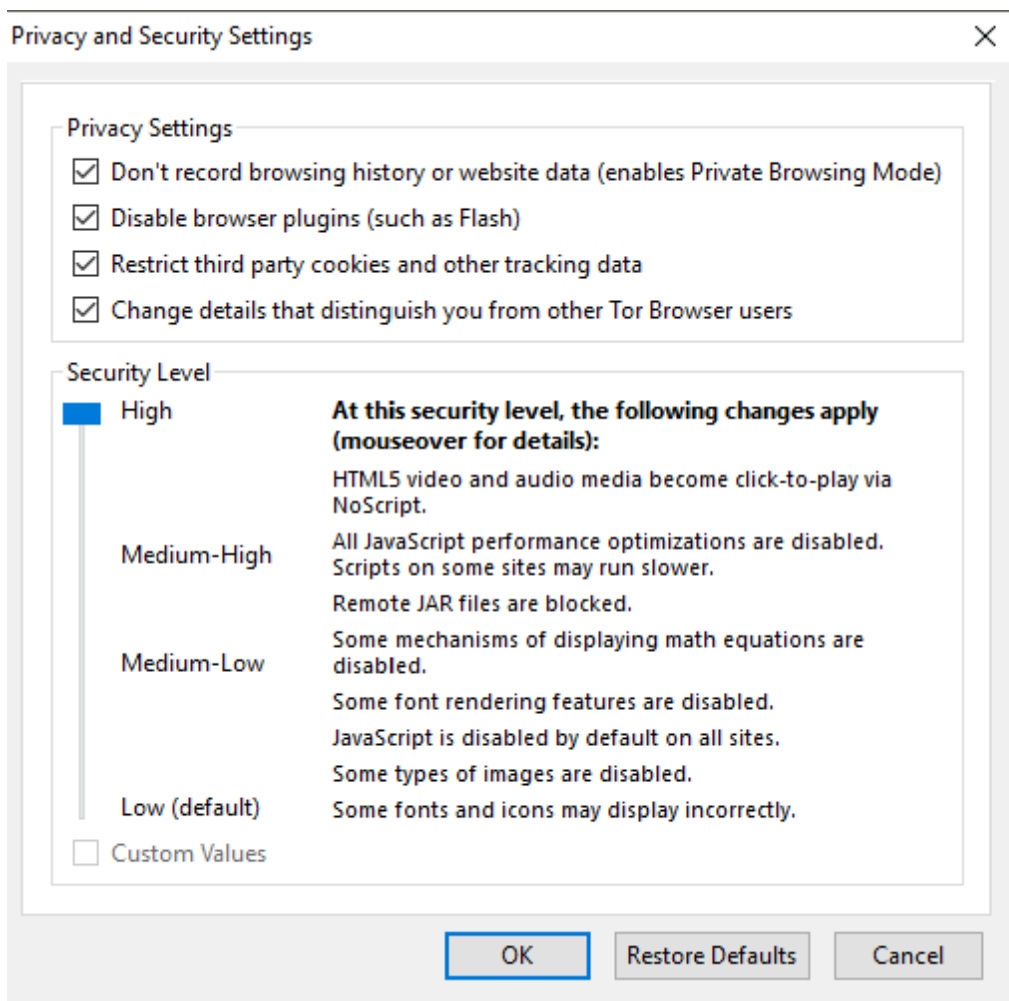 Privacy and Security Settings
Privacy Settings
Don't record browsing history or website data (enables Private Browsing Mode)
Disable browser plugins (such as Flash)
Restrict third party cookies and other tracking data
Change details that distinguish you from other Tor Browser users
Security Level
High
At this security level, the following changes apply
(mouseover for details):
HTML5 video and audio media become click-to-play via
NoScript.
Medium-High
All JavaScript performance optimizations are disabled.
Scripts on some sites may run slower.
Remote JAR files are blocked.
Medium-Low
Some mechanisms of displaying math equations are
disabled.
Some font rendering features are disabled.
JavaScript is disabled by default on all sites.
Some types of images are disabled.
Low (default)
Some fonts and icons may display incorrectly.
Custom Values
OK
Restore Defaults
Cancel